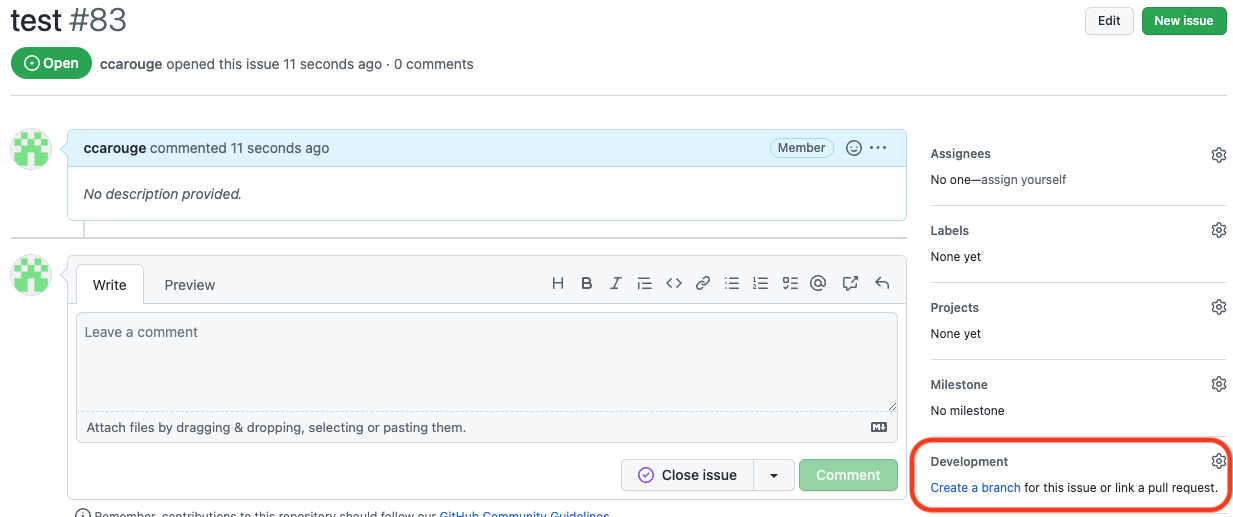 test #83
Edit
New issue
Open
ccarouge opened this issue 11 seconds ago · 0 comments
ccarouge commented 11 seconds ago
Member
No description provided.
Write
Preview
H B I
Leave a comment
Attach files by dragging & dropping, selecting or pasting them.
Close issue
Comment
Remember, contributions to this repository should follow our GitHub Community Guidelines
Assignees
No one—assign yourself
Labels
None yet
Projects
None yet
Milestone
No milestone
Development
Create a branch for this issue or link a pull request.